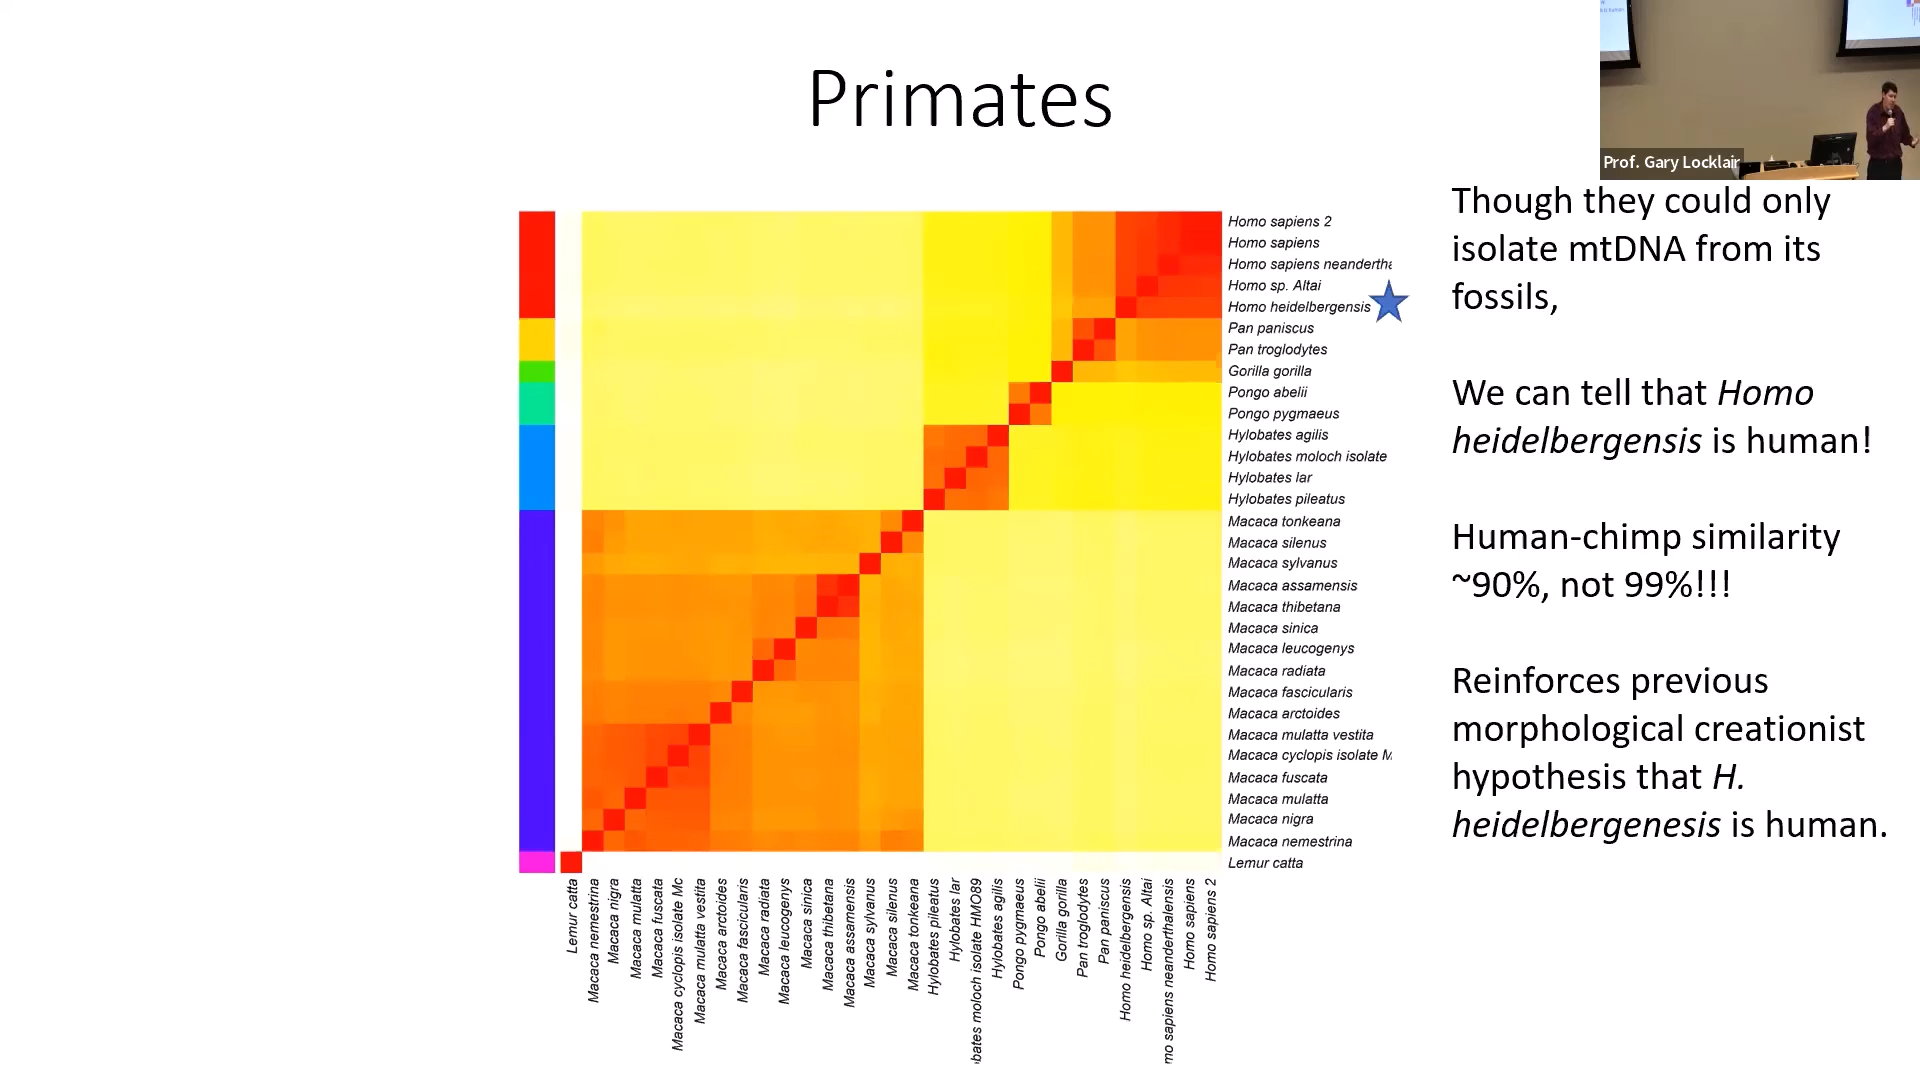 Primates
Prof. Gary Locklair
Though they could only
isolate mtDNA from its
fossils,
We can tell that Homo
heidelbergensis is human!
Human-chimp similarity
~90%, not 99%!!!
Reinforces previous
morphological creationist
hypothesis that H.
heidelbergenesis is human.
Homo sapiens 2
Homo sapiens
Homo sapiens neandertha
Homo sp. Altai
Homo heidelbergensis
Pan paniscus
Pan troglodytes
Gorilla gorilla
Pongo abelii
Pongo pygmaeus
Hylobates agilis
Hylobates moloch isolate
Hylobates lar
Hylobates pileatus
Macaca tonkeana
Macaca silenus
Macaca sylvanus
Macaca assamensis
Macaca thibetana
Macaca sinica
Macaca leucogenys
Macaca radiata
Macaca fascicularis
Macaca arctoides
Macaca mulatta vestita
Macaca cyclopis isolate M
Macaca fuscata
Macaca mulatta
Macaca nigra
Macaca nemestrina
Lemur catta
Lemur catta
Macaca nemestrina
Macaca nigra
Macaca mulatta
Macaca fuscata
Macaca cyclopis isolate Mc
Macaca mulatta vestita
Macaca arctoides
Macaca fascicularis
Macaca radiata
Macaca leucogenys
Macaca sinica
Macaca thibetana
Macaca assamensis
Macaca sylvanus
Macaca silenus
Macaca tonkeana
Hylobates pileatus
Hylobates lar
bates moloch isolate HMO89
Hylobates agilis
Pongo pygmaeus
Pongo abelii
Gorilla gorilla
Pan troglodytes
Pan paniscus
Homo heidelbergensis
Homo sp. Altai
mo sapiens neanderthalensis
Homo sapiens
Homo sapiens 2